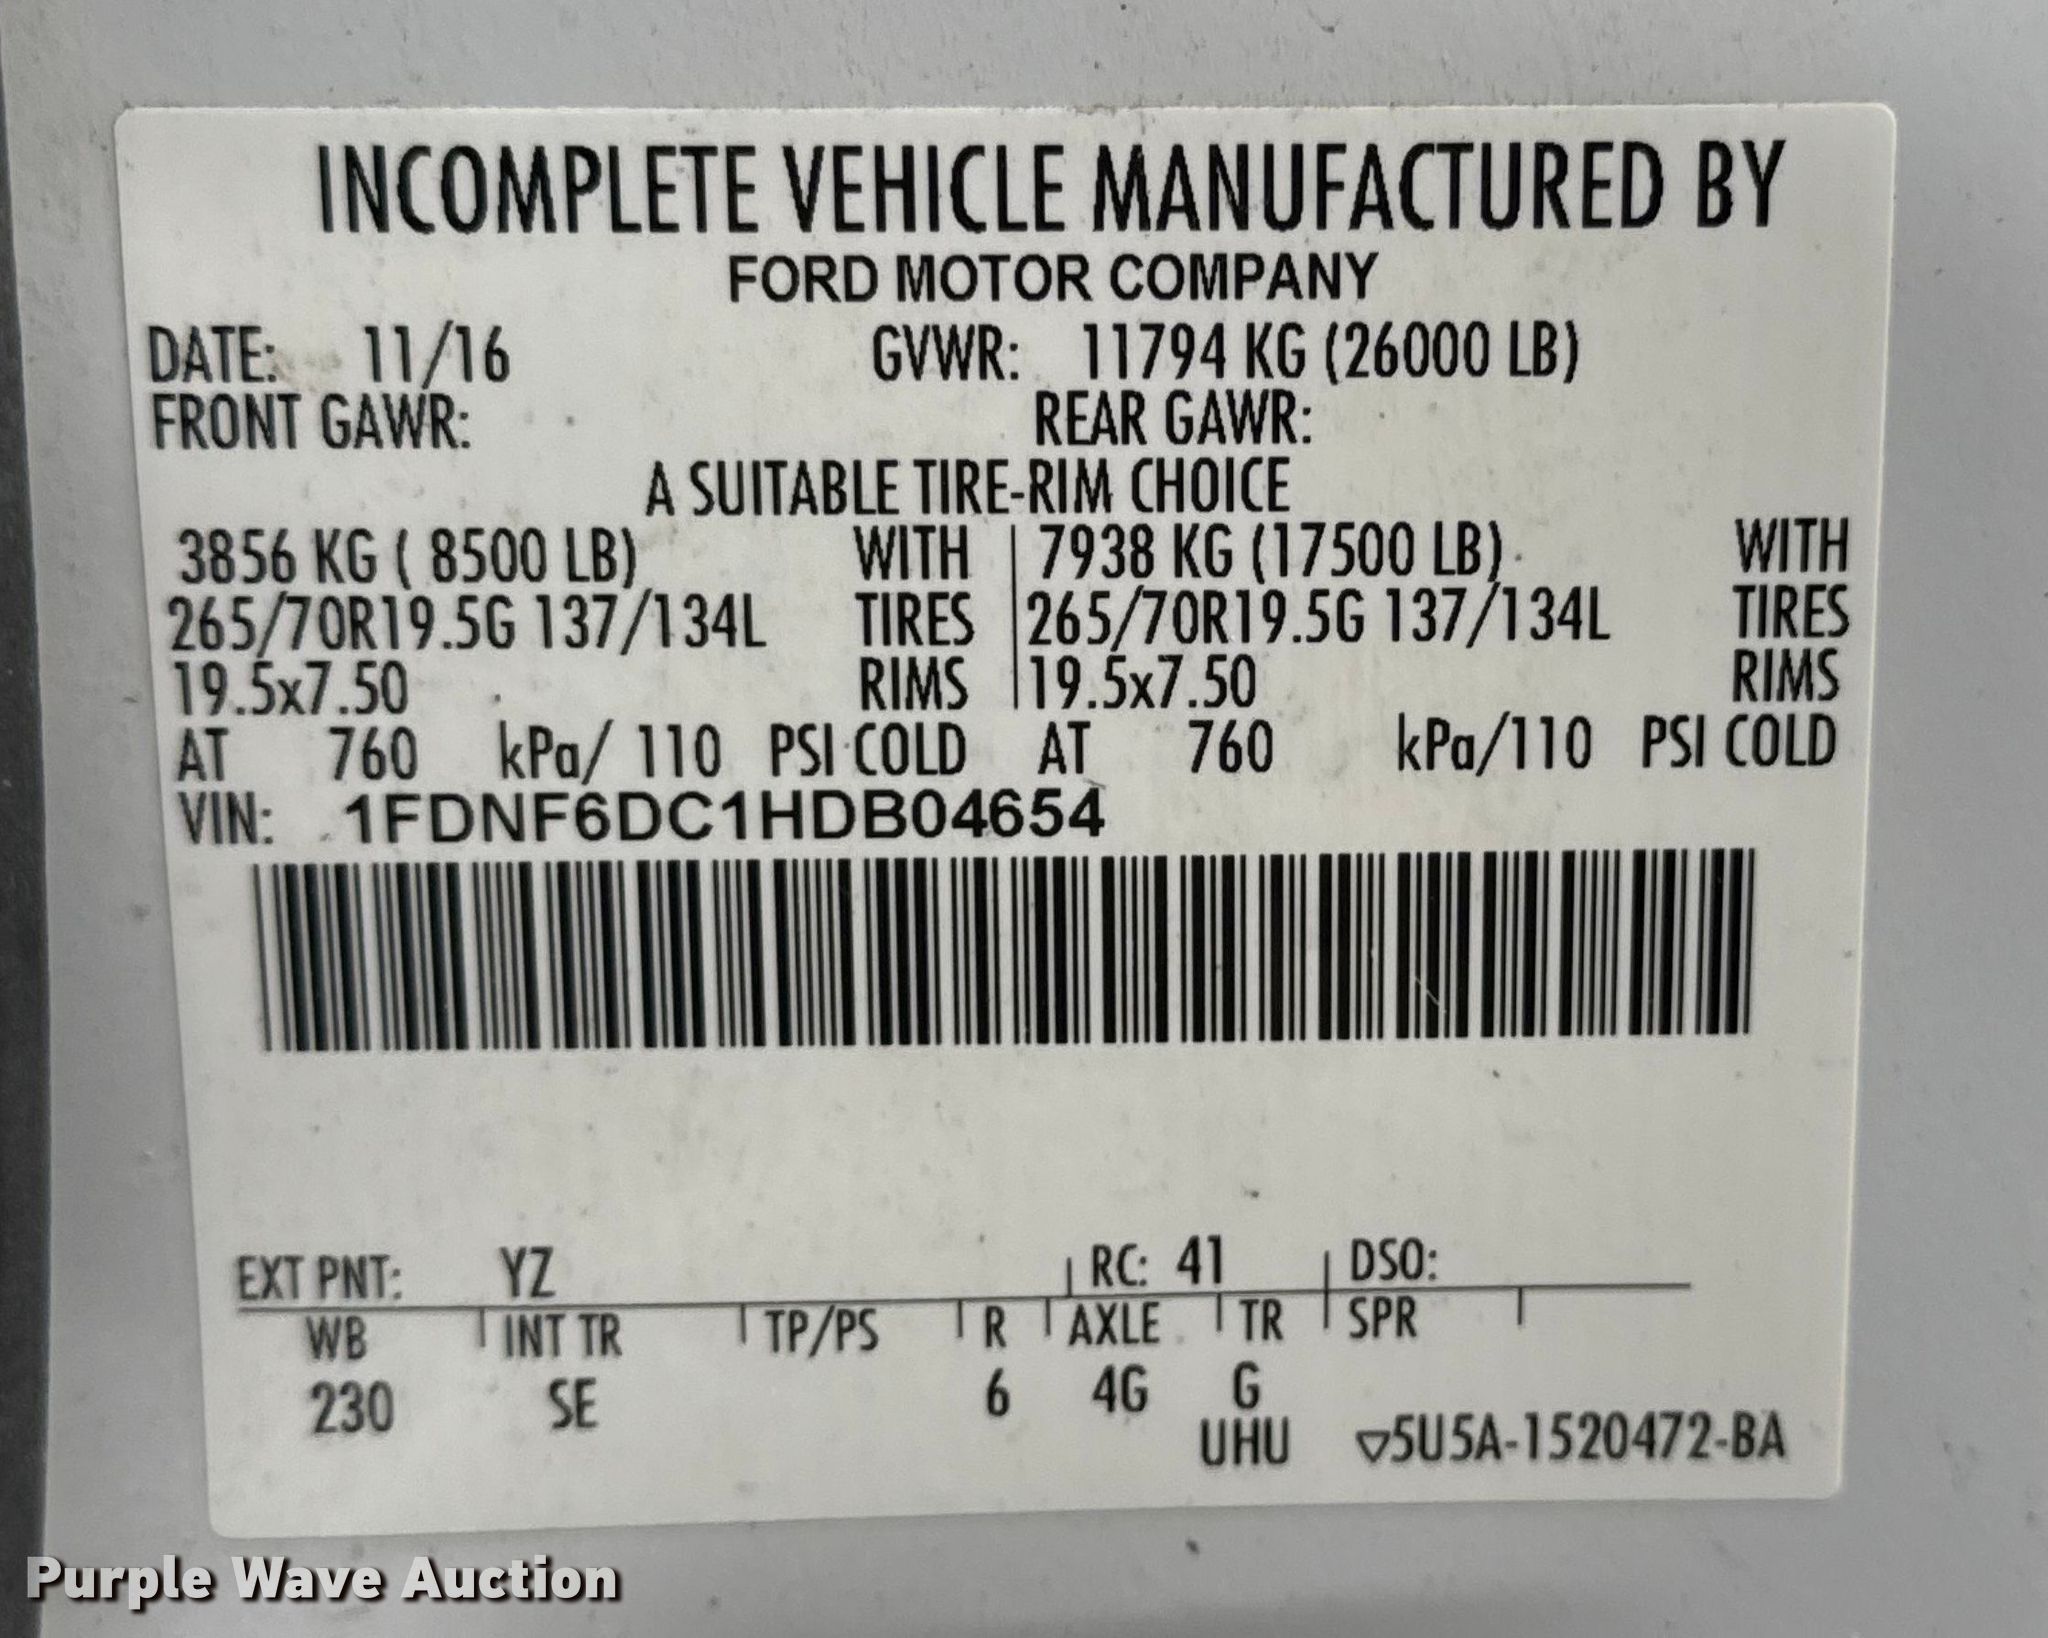 INCOMPLETE VEHICLE MANUFACTURED BY
FORD MOTOR COMPANY
DATE: 11/16 GVWR: 11794 KG (26000 LB)
FRONT GAWR: REAR GAWR:
A SUITABLE TIRE-RIM CHOICE
3856 KG ( 8500 LB) WITH 7938 KG (17500 LB) WITH
265/70R19.5G 137/134L TIRES 265/70R19.5G 137/134L TIRES
19.5x7.50 RIMS 19.5x7.50 RIMS
AT 760 kPa/ 110 PSI COLD AT 760 kPa/110 PSI COLD
VIN: 1FDNF6DC1HDB04654
EXT PNT: YZ RC: 41 DSO:
WB INT TR TP/PS R AXLE TR SPR
230 SE 6 4G G
UHU ▽5U5A-1520472-BA
Purple Wave Auction